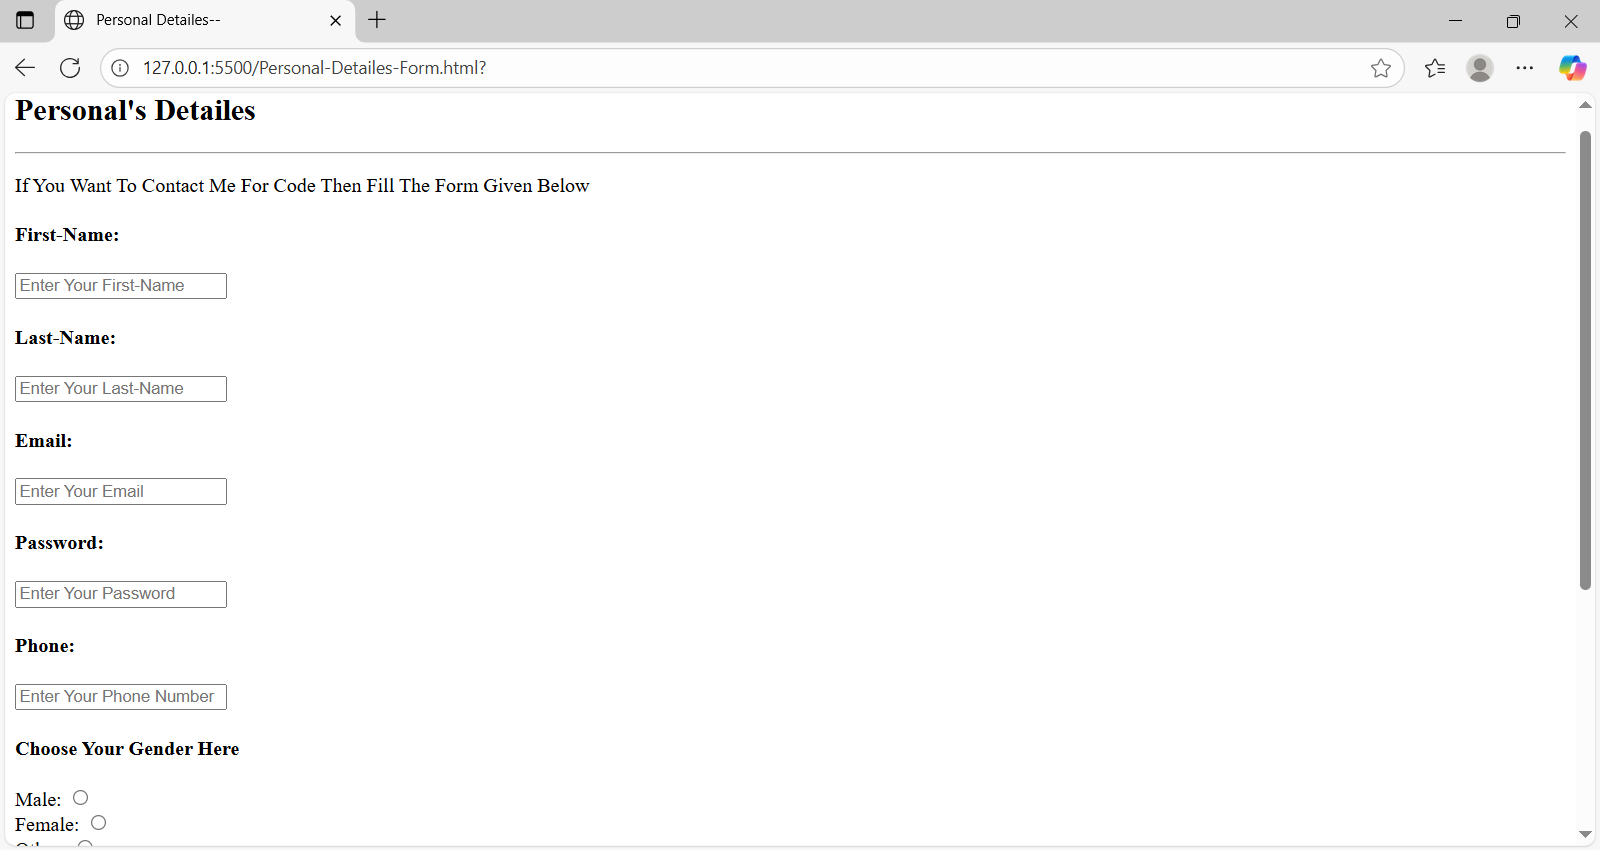 Personal Detailes--
127.0.0.1:5500/Personal-Detailes-Form.html?
Personal's Detailes
If You Want To Contact Me For Code Then Fill The Form Given Below
First-Name:
Enter Your First-Name
Last-Name:
Enter Your Last-Name
Email:
Enter Your Email
Password:
Enter Your Password
Phone:
Enter Your Phone Number
Choose Your Gender Here
Male:
Female: